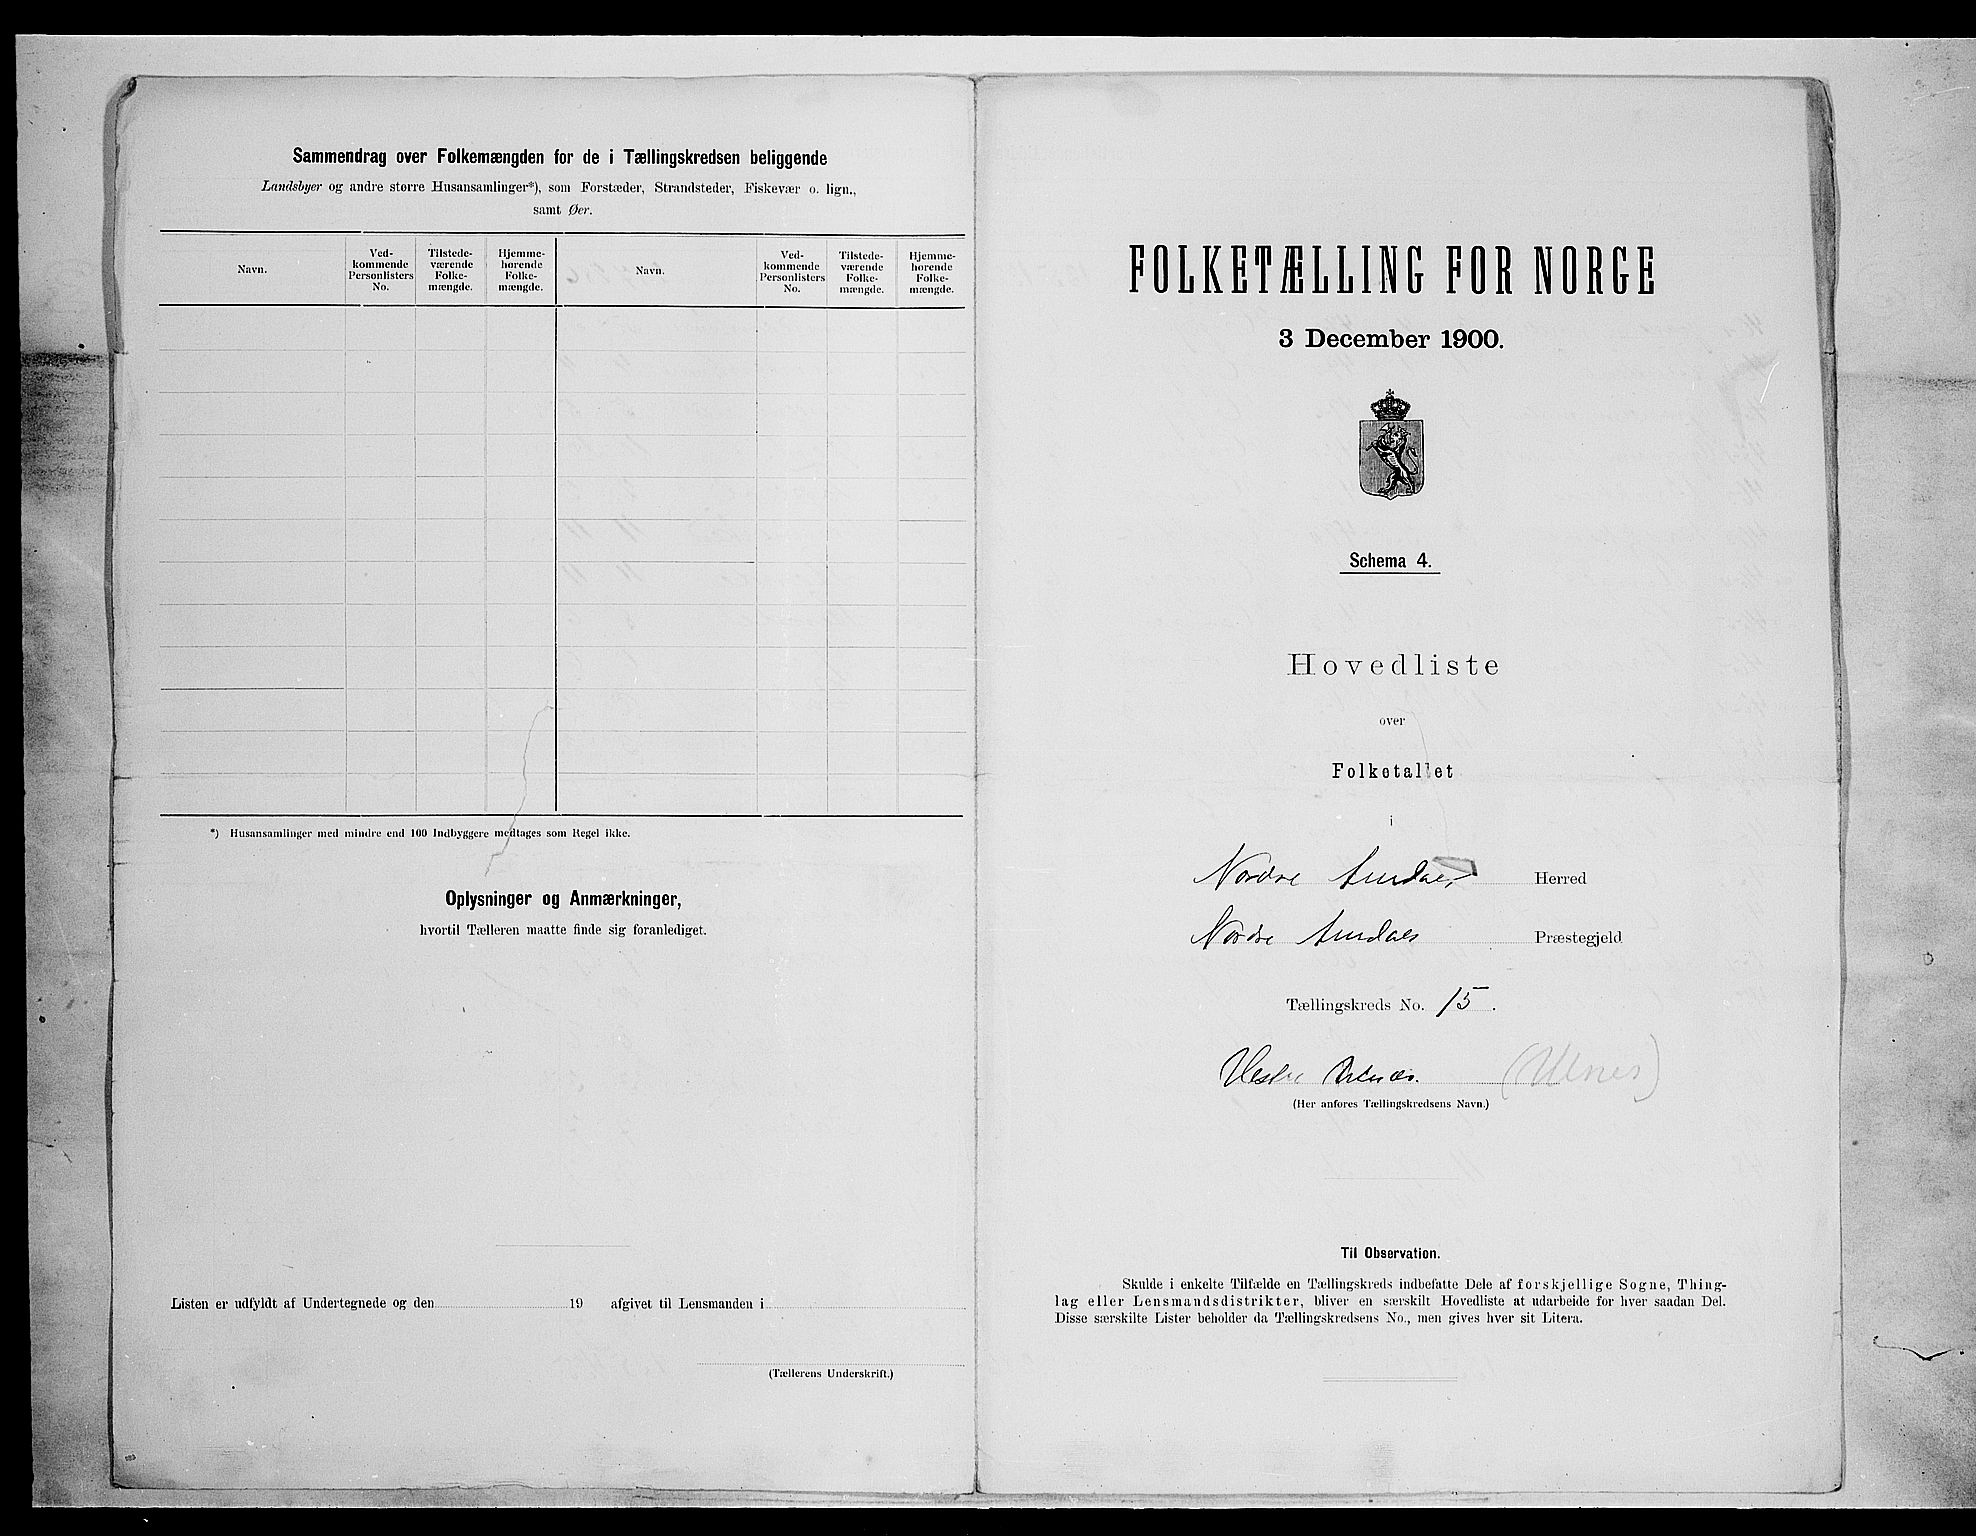 Sammendrag over Folkemængden for de i Tællingskredsen beliggende
Landsbyer og andre større Husansamlinger*), som Forstæder, Strandsteder, Fiskevær o. lign.,
samt Øer.
Navn.
Ved-
kommende
Personlisters
No.
Tilstede-
værende
Folke-
mængde.
Hjemme-
hørende
Folke-
mængde.
Navn.
Ved-
kommende
Personlisters
No.
Tilstede-
værende
Folke-
mængde.
Hjemme-
hørende
Folke-
mængde.
*) Husansamlinger med mindre end 100 Indbyggere medtages som Regel ikke.
Oplysninger og Anmærkninger,
hvortil Tælleren maatte finde sig foranlediget.
Listen er udfyldt af Undertegnede og den 19 afgivet til Lensmanden i
(Tællerens Underskrift.)
FOLKETÆLLING FOR NORGE
3 December 1900.
Schema 4.
Hovedliste
over
Folketallet
i
Nordre Aurdals Herred
Nordre Aurdals Præstegjeld
Tællingskreds No. 15.
Vestre Ulnæs. (Ulnes)
(Her anføres Tællingskredsens Navn.)
Til Observation.
Skulde i enkelte Tilfælde en Tællingskreds indbefatte Dele af forskjellige Sogne, Thing-
lag eller Lensmandsdistrikter, bliver en særskilt Hovedliste at udarbeide for hver saadan Del.
Disse særskilte Lister beholder da Tællingskredsens No., men gives hver sit Litera.